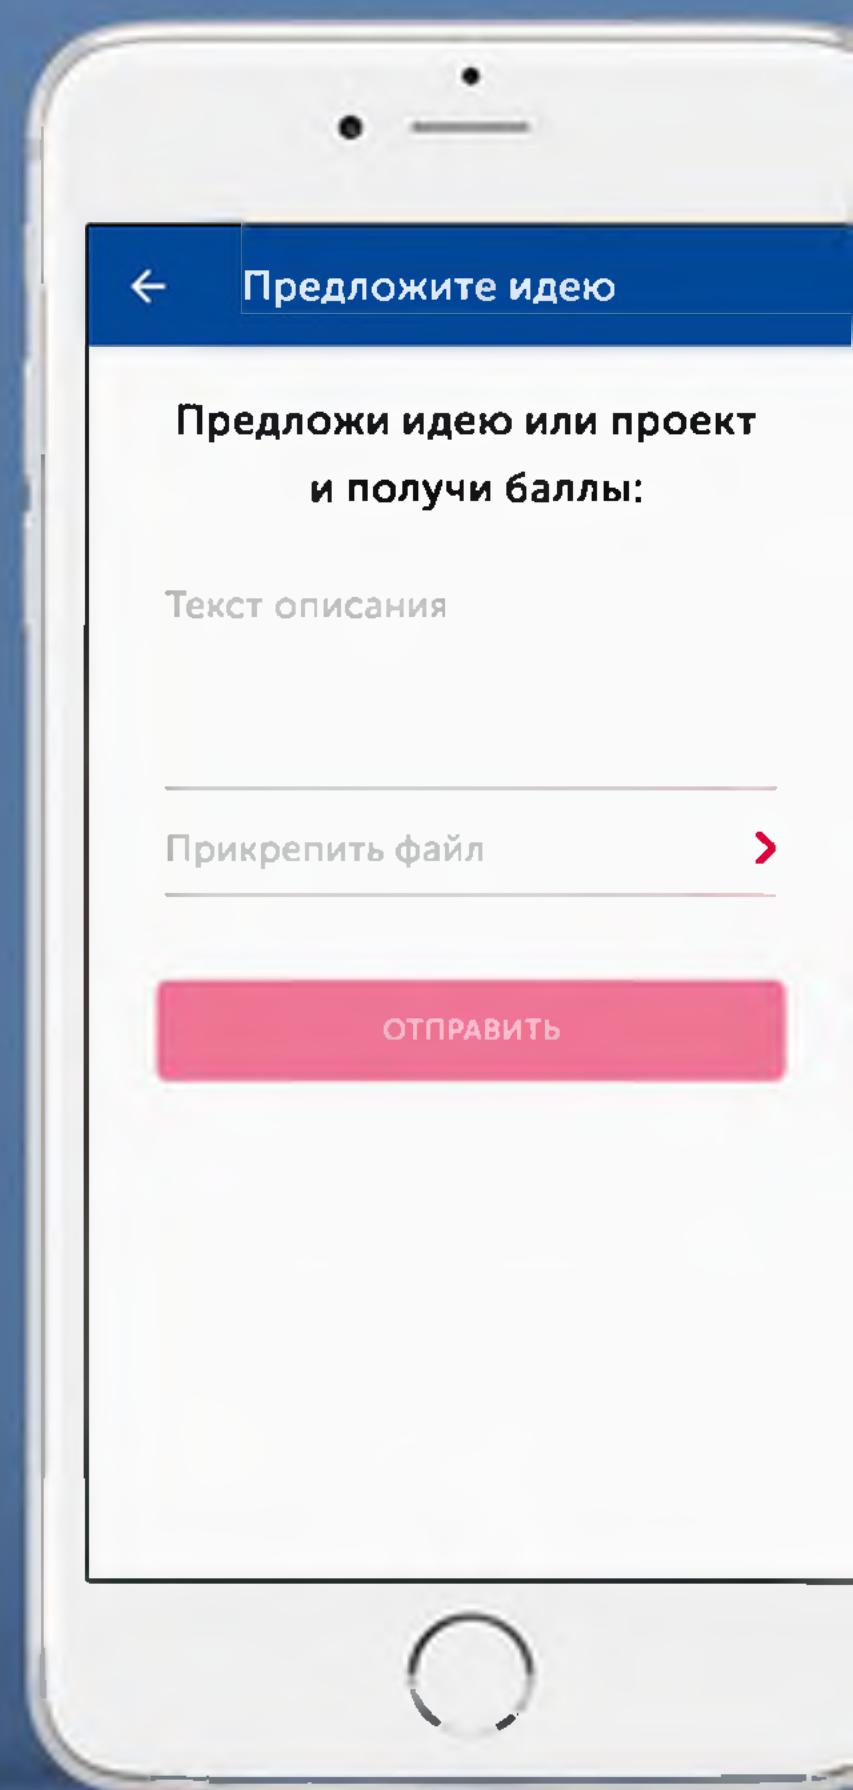 Предложите идею
Предложи идею или проект
и получи баллы:
Текст описания
Прикрепить файл
ОТПРАВИТЬ